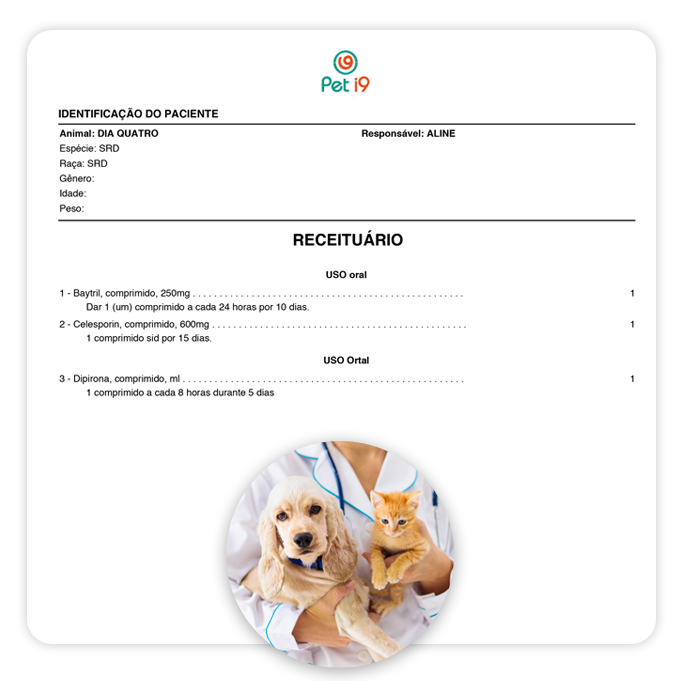 Pet i9
IDENTIFICAÇÃO DO PACIENTE
Animal: DIA QUATRO Responsável: ALINE
Espécie: SRD
Raça: SRD
Gênero:
Idade:
Peso:
RECEITUÁRIO
USO oral
1 - Baytril, comprimido, 250mg . . . . . . . . . . . . . . . . . . . . . . . . . . . . . . . . . . . . . . . . . . . . . . . . . . 1
Dar 1 (um) comprimido a cada 24 horas por 10 dias.
2 - Celesporin, comprimido, 600mg . . . . . . . . . . . . . . . . . . . . . . . . . . . . . . . . . . . . . . . . . . . . . . . 1
1 comprimido sid por 15 dias.
USO Ortal
3 - Dipirona, comprimido, ml . . . . . . . . . . . . . . . . . . . . . . . . . . . . . . . . . . . . . . . . . . . . . . . . . . . . 1
1 comprimido a cada 8 horas durante 5 dias